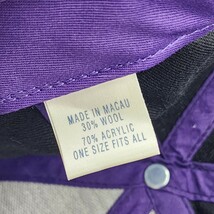 MADE IN MACAU
30% WOOL
70% ACRYLIC
ONE SIZE FITS ALL